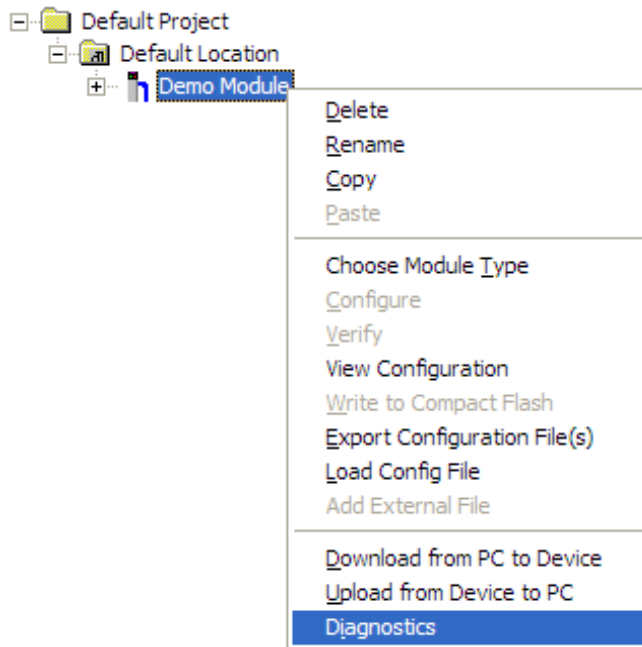 Default Project
Default Location
Demo Module
Delete
Rename
Copy
Paste
Choose Module Type
Configure
Verify
View Configuration
Write to Compact Flash
Export Configuration File(s)
Load Config File
Add External File
Download from PC to Device
Upload from Device to PC
Diagnostics